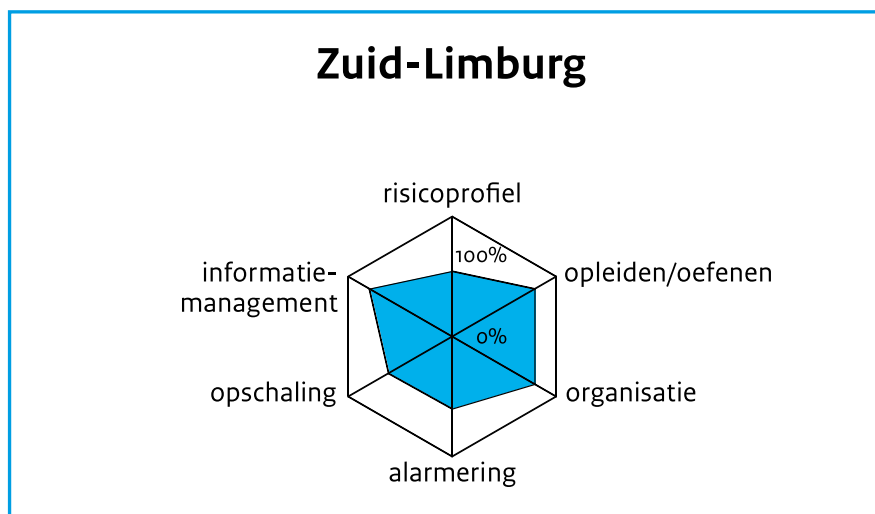 Zuid-Limburg
risicoprofiel
100%
informatie-
management
opleiden/oefenen
0%
opschaling
organisatie
alarmering